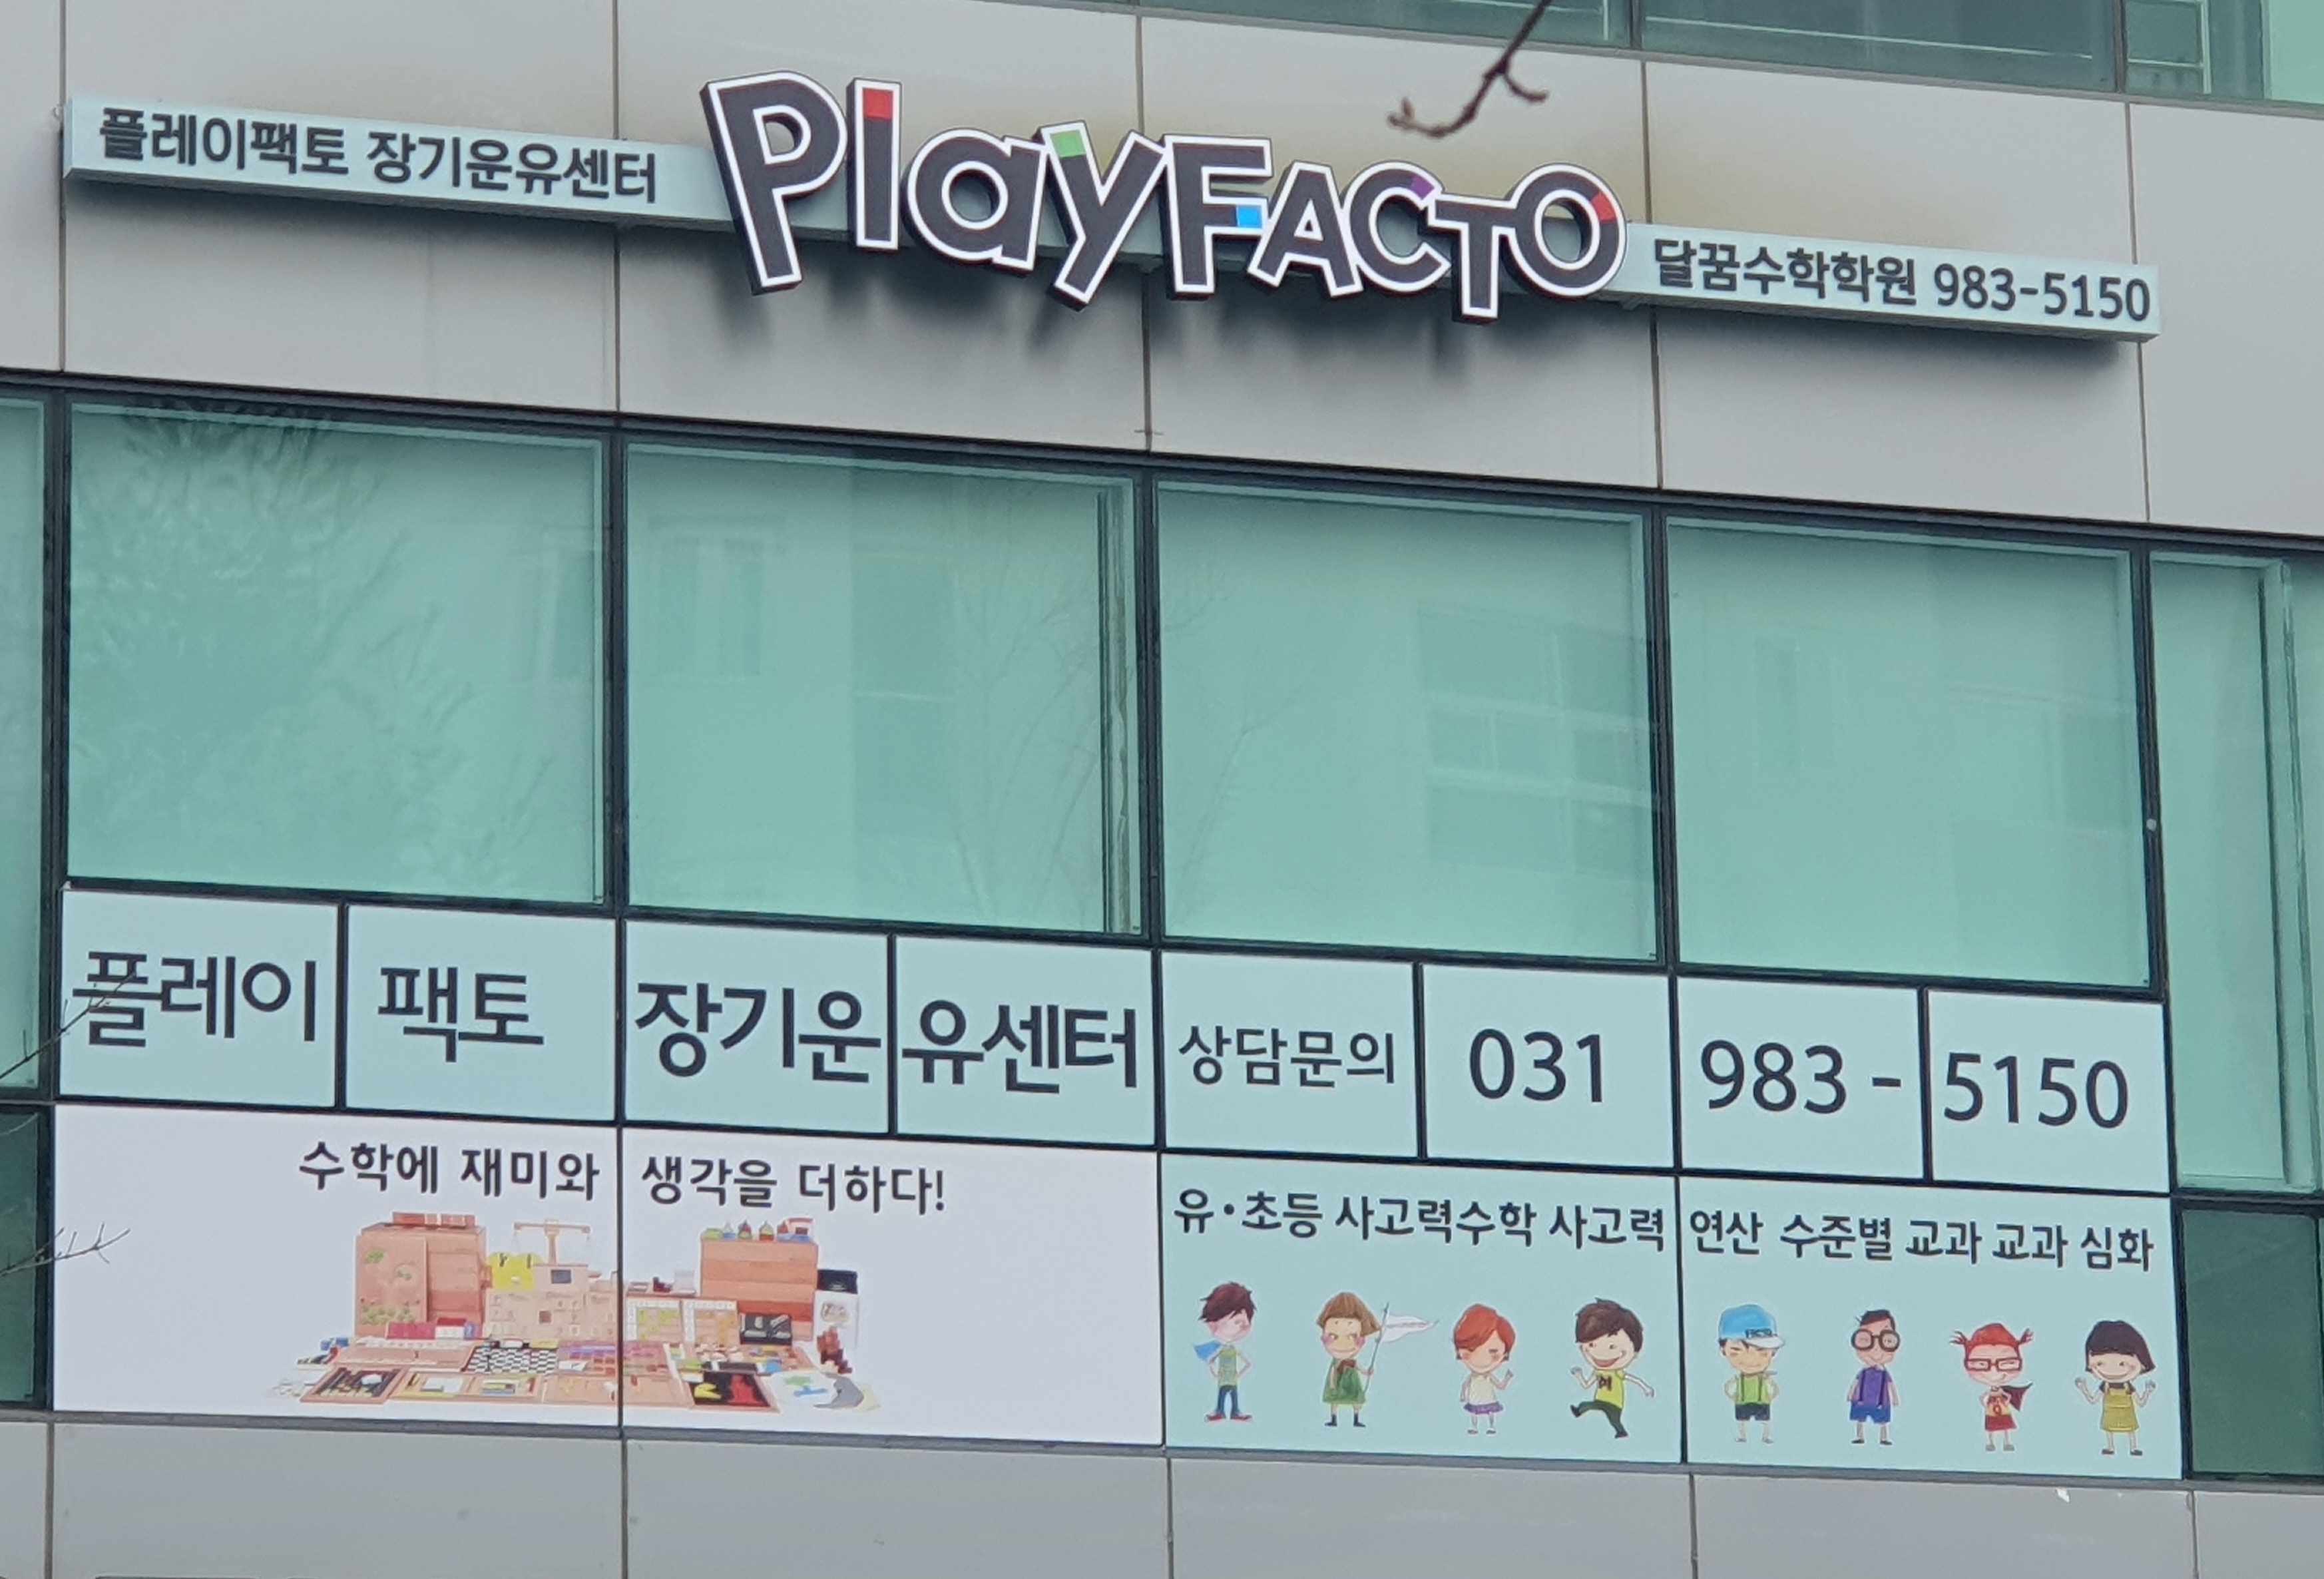 플레이팩토 장기운유센터
PlayFACTO
달꿈수학학원 983-5150
플레이 팩토 장기운 유센터 상담문의 031 983 - 5150
수학에 재미와 생각을 더하다!
유·초등 사고력수학 사고력 연산 수준별 교과 교과 심화